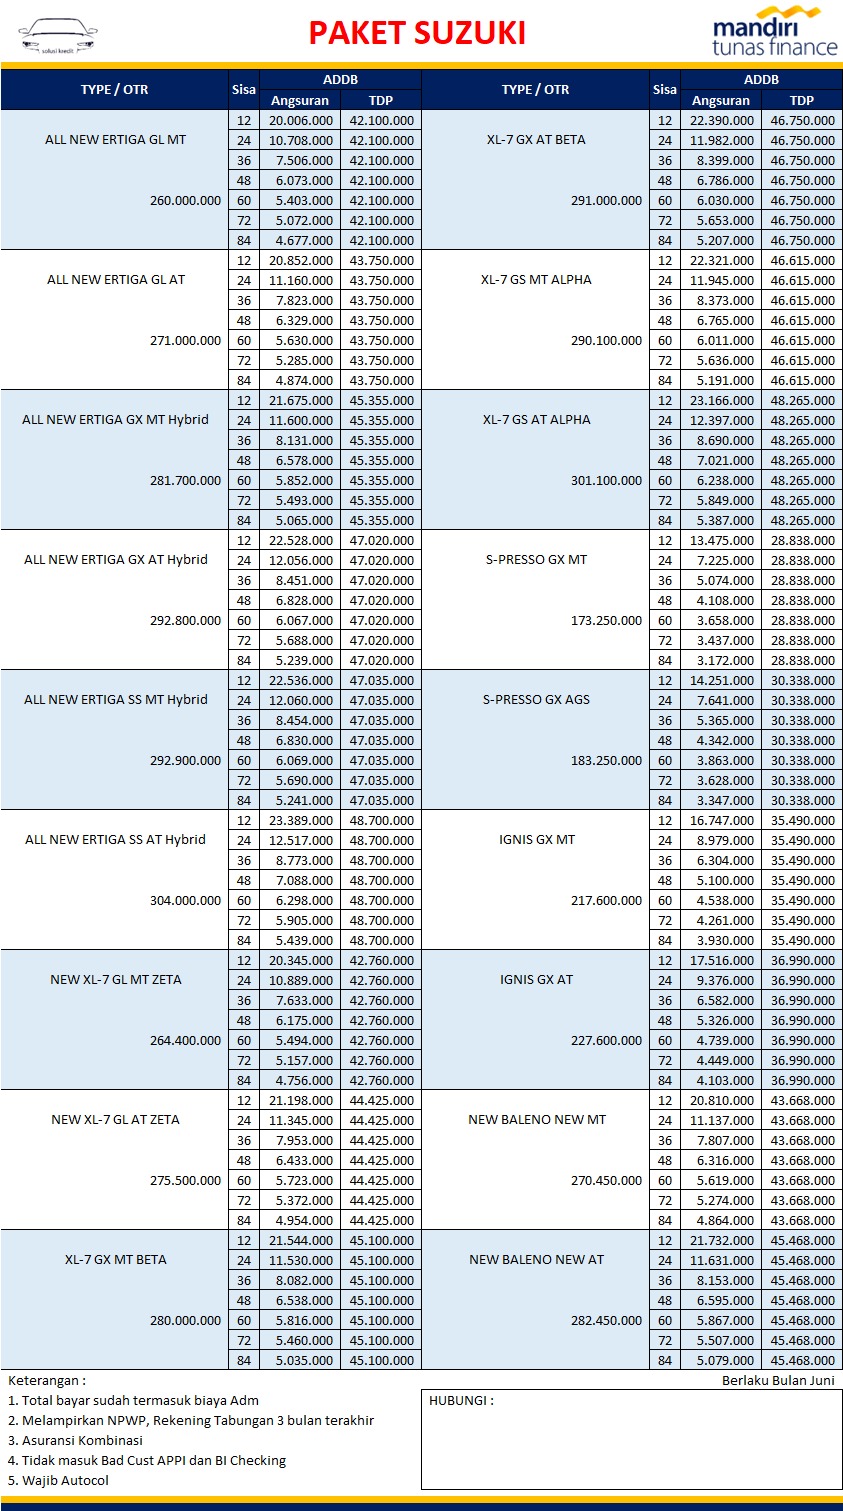 solusi kredit
PAKET SUZUKI
mandiri
tunas finance
TYPE / OTR Sisa ADDB TYPE / OTR Sisa ADDB
Angsuran TDP Angsuran TDP
12 20.006.000 42.100.000 12 22.390.000 46.750.000
ALL NEW ERTIGA GL MT 24 10.708.000 42.100.000 XL-7 GX AT BETA 24 11.982.000 46.750.000
36 7.506.000 42.100.000 36 8.399.000 46.750.000
48 6.073.000 42.100.000 48 6.786.000 46.750.000
260.000.000 60 5.403.000 42.100.000 291.000.000 60 6.030.000 46.750.000
72 5.072.000 42.100.000 72 5.653.000 46.750.000
84 4.677.000 42.100.000 84 5.207.000 46.750.000
12 20.852.000 43.750.000 12 22.321.000 46.615.000
ALL NEW ERTIGA GL AT 24 11.160.000 43.750.000 XL-7 GS MT ALPHA 24 11.945.000 46.615.000
36 7.823.000 43.750.000 36 8.373.000 46.615.000
48 6.329.000 43.750.000 48 6.765.000 46.615.000
271.000.000 60 5.630.000 43.750.000 290.100.000 60 6.011.000 46.615.000
72 5.285.000 43.750.000 72 5.636.000 46.615.000
84 4.874.000 43.750.000 84 5.191.000 46.615.000
12 21.675.000 45.355.000 12 23.166.000 48.265.000
ALL NEW ERTIGA GX MT Hybrid 24 11.600.000 45.355.000 XL-7 GS AT ALPHA 24 12.397.000 48.265.000
36 8.131.000 45.355.000 36 8.690.000 48.265.000
48 6.578.000 45.355.000 48 7.021.000 48.265.000
281.700.000 60 5.852.000 45.355.000 301.100.000 60 6.238.000 48.265.000
72 5.493.000 45.355.000 72 5.849.000 48.265.000
84 5.065.000 45.355.000 84 5.387.000 48.265.000
12 22.528.000 47.020.000 12 13.475.000 28.838.000
ALL NEW ERTIGA GX AT Hybrid 24 12.056.000 47.020.000 S-PRESSO GX MT 24 7.225.000 28.838.000
36 8.451.000 47.020.000 36 5.074.000 28.838.000
48 6.828.000 47.020.000 48 4.108.000 28.838.000
292.800.000 60 6.067.000 47.020.000 173.250.000 60 3.658.000 28.838.000
72 5.688.000 47.020.000 72 3.437.000 28.838.000
84 5.239.000 47.020.000 84 3.172.000 28.838.000
12 22.536.000 47.035.000 12 14.251.000 30.338.000
ALL NEW ERTIGA SS MT Hybrid 24 12.060.000 47.035.000 S-PRESSO GX AGS 24 7.641.000 30.338.000
36 8.454.000 47.035.000 36 5.365.000 30.338.000
48 6.830.000 47.035.000 48 4.342.000 30.338.000
292.900.000 60 6.069.000 47.035.000 183.250.000 60 3.863.000 30.338.000
72 5.690.000 47.035.000 72 3.628.000 30.338.000
84 5.241.000 47.035.000 84 3.347.000 30.338.000
12 23.389.000 48.700.000 12 16.747.000 35.490.000
ALL NEW ERTIGA SS AT Hybrid 24 12.517.000 48.700.000 IGNIS GX MT 24 8.979.000 35.490.000
36 8.773.000 48.700.000 36 6.304.000 35.490.000
48 7.088.000 48.700.000 48 5.100.000 35.490.000
304.000.000 60 6.298.000 48.700.000 217.600.000 60 4.538.000 35.490.000
72 5.905.000 48.700.000 72 4.261.000 35.490.000
84 5.439.000 48.700.000 84 3.930.000 35.490.000
12 20.345.000 42.760.000 12 17.516.000 36.990.000
NEW XL-7 GL MT ZETA 24 10.889.000 42.760.000 IGNIS GX AT 24 9.376.000 36.990.000
36 7.633.000 42.760.000 36 6.582.000 36.990.000
48 6.175.000 42.760.000 48 5.326.000 36.990.000
264.400.000 60 5.494.000 42.760.000 227.600.000 60 4.739.000 36.990.000
72 5.157.000 42.760.000 72 4.449.000 36.990.000
84 4.756.000 42.760.000 84 4.103.000 36.990.000
12 21.198.000 44.425.000 12 20.810.000 43.668.000
NEW XL-7 GL AT ZETA 24 11.345.000 44.425.000 NEW BALENO NEW MT 24 11.137.000 43.668.000
36 7.953.000 44.425.000 36 7.807.000 43.668.000
48 6.433.000 44.425.000 48 6.316.000 43.668.000
275.500.000 60 5.723.000 44.425.000 270.450.000 60 5.619.000 43.668.000
72 5.372.000 44.425.000 72 5.274.000 43.668.000
84 4.954.000 44.425.000 84 4.864.000 43.668.000
12 21.544.000 45.100.000 12 21.732.000 45.468.000
XL-7 GX MT BETA 24 11.530.000 45.100.000 NEW BALENO NEW AT 24 11.631.000 45.468.000
36 8.082.000 45.100.000 36 8.153.000 45.468.000
48 6.538.000 45.100.000 48 6.595.000 45.468.000
280.000.000 60 5.816.000 45.100.000 282.450.000 60 5.867.000 45.468.000
72 5.460.000 45.100.000 72 5.507.000 45.468.000
84 5.035.000 45.100.000 84 5.079.000 45.468.000
Keterangan : Berlaku Bulan Juni
1. Total bayar sudah termasuk biaya Adm HUBUNGI :
2. Melampirkan NPWP, Rekening Tabungan 3 bulan terakhir
3. Asuransi Kombinasi
4. Tidak masuk Bad Cust APPI dan BI Checking
5. Wajib Autocol